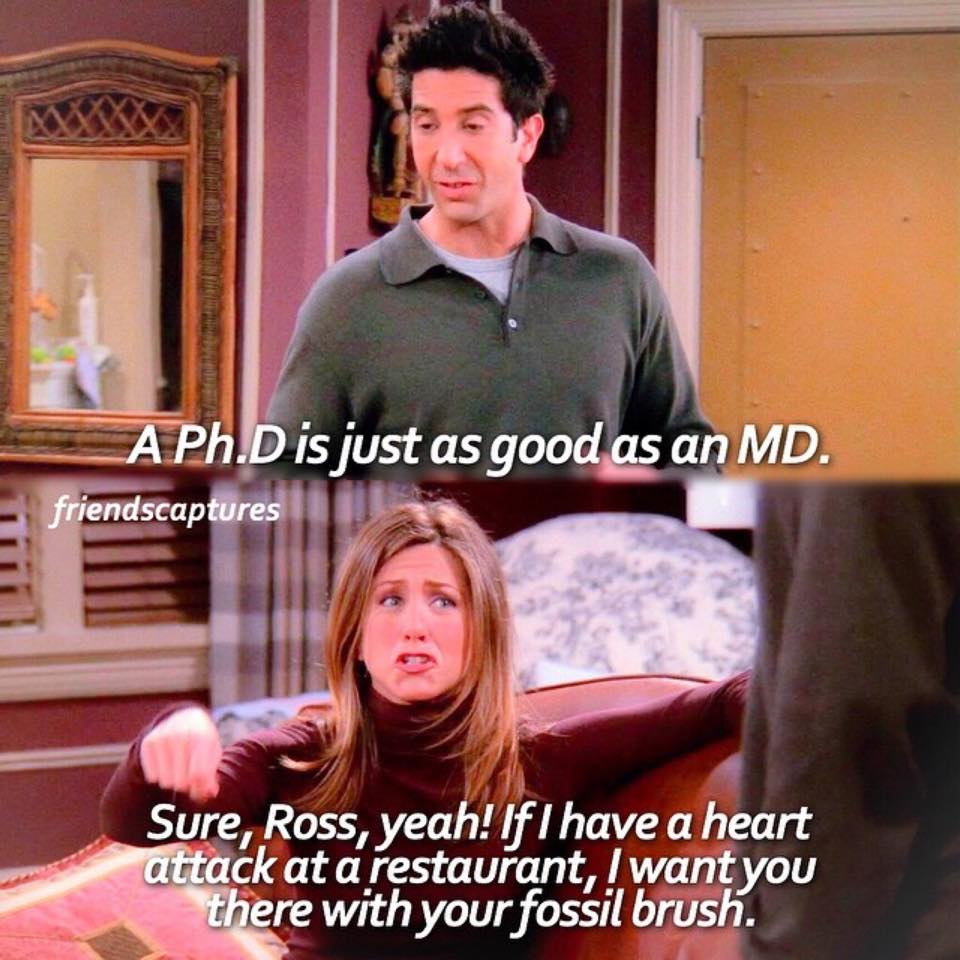 A Ph.D is just as good as an MD.
friendscaptures
Sure, Ross, yeah! If I have a heart
attack at a restaurant, I want you
there with your fossil brush.